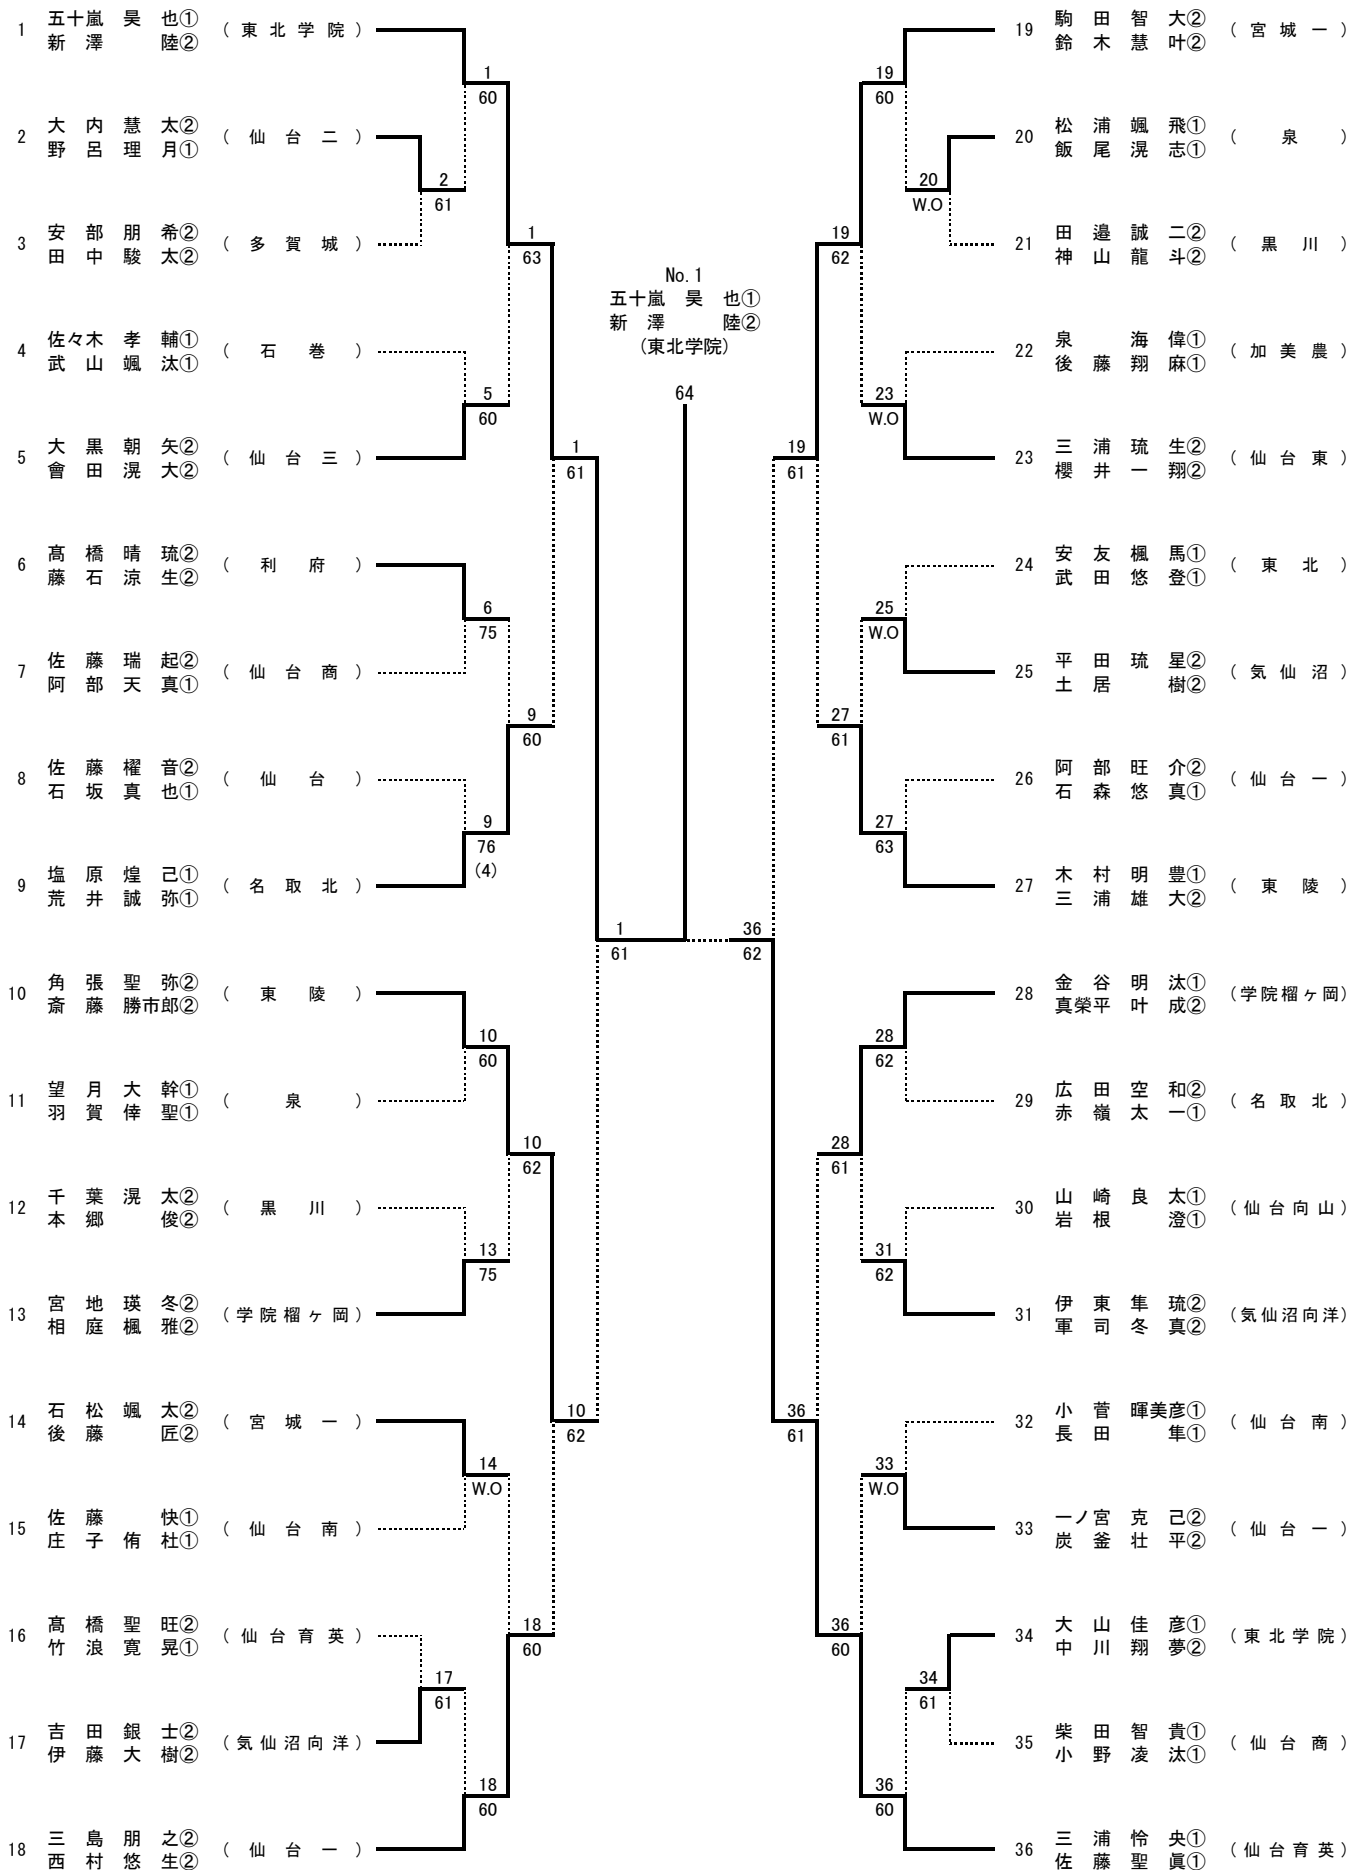 1 五十嵐 昊 也① (東北学院)
新 澤 陸②
2 大 内 慧 太② (仙台二)
野 呂 理 月①
3 安 部 朋 希② (多賀城)
田 中 駿 太②
4 佐々木 孝 輔① (石巻)
武 山 颯 汰①
5 大 黒 朝 矢② (仙台三)
會 田 滉 大②
6 髙 橋 晴 琉② (利府)
藤 石 涼 生②
7 佐 藤 瑞 起② (仙台商)
阿 部 天 真①
8 佐 藤 櫂 音② (仙台)
石 坂 真 也①
9 塩 原 煌 己① (名取北)
荒 井 誠 弥①
10 角 張 聖 弥② (東陵)
斎 藤 勝市郎②
11 望 月 大 幹① (泉)
羽 賀 倖 聖①
12 千 葉 滉 太② (黒川)
本 郷 俊②
13 宮 地 瑛 冬② (学院榴ヶ岡)
相 庭 楓 雅②
14 石 松 颯 太② (宮城一)
後 藤 匠②
15 佐 藤 快① (仙台南)
庄 子 侑 杜①
16 髙 橋 聖 旺② (仙台育英)
竹 浪 寛 晃①
17 吉 田 銀 士② (気仙沼向洋)
伊 藤 大 樹②
18 三 島 朋 之② (仙台一)
西 村 悠 生②
1
60
2
61
5
60
6
75
9
76
(4)
10
60
13
75
14
W.O
17
61
18
60
1
63
9
60
10
62
18
60
1
61
10
62
1
61
No.1
五十嵐 昊 也①
新 澤 陸②
(東北学院)
64
36
62
19
61
36
61
19
62
27
61
28
61
36
60
19
60
20
W.O
23
W.O
25
W.O
27
63
28
62
31
62
33
W.O
34
61
36
60
19 駒 田 智 大② (宮城一)
鈴 木 慧 叶②
20 松 浦 颯 飛① (泉)
飯 尾 滉 志①
21 田 邉 誠 二② (黒川)
神 山 龍 斗②
22 泉 海 偉① (加美農)
後 藤 翔 麻①
23 三 浦 琉 生② (仙台東)
櫻 井 一 翔②
24 安 友 楓 馬① (東北)
武 田 悠 登①
25 平 田 琉 星② (気仙沼)
土 居 樹②
26 阿 部 旺 介② (仙台一)
石 森 悠 真①
27 木 村 明 豊① (東陵)
三 浦 雄 大②
28 金 谷 明 汰① (学院榴ヶ岡)
真榮平 叶 成②
29 広 田 空 和② (名取北)
赤 嶺 太 一①
30 山 崎 良 太① (仙台向山)
岩 根 澄①
31 伊 東 隼 琉② (気仙沼向洋)
軍 司 冬 真②
32 小 菅 暉美彦① (仙台南)
長 田 隼①
33 一ノ宮 克 己② (仙台一)
炭 釜 壮 平②
34 大 山 佳 彦① (東北学院)
中 川 翔 夢②
35 柴 田 智 貴① (仙台商)
小 野 凌 汰①
36 三 浦 怜 央① (仙台育英)
佐 藤 聖 眞①